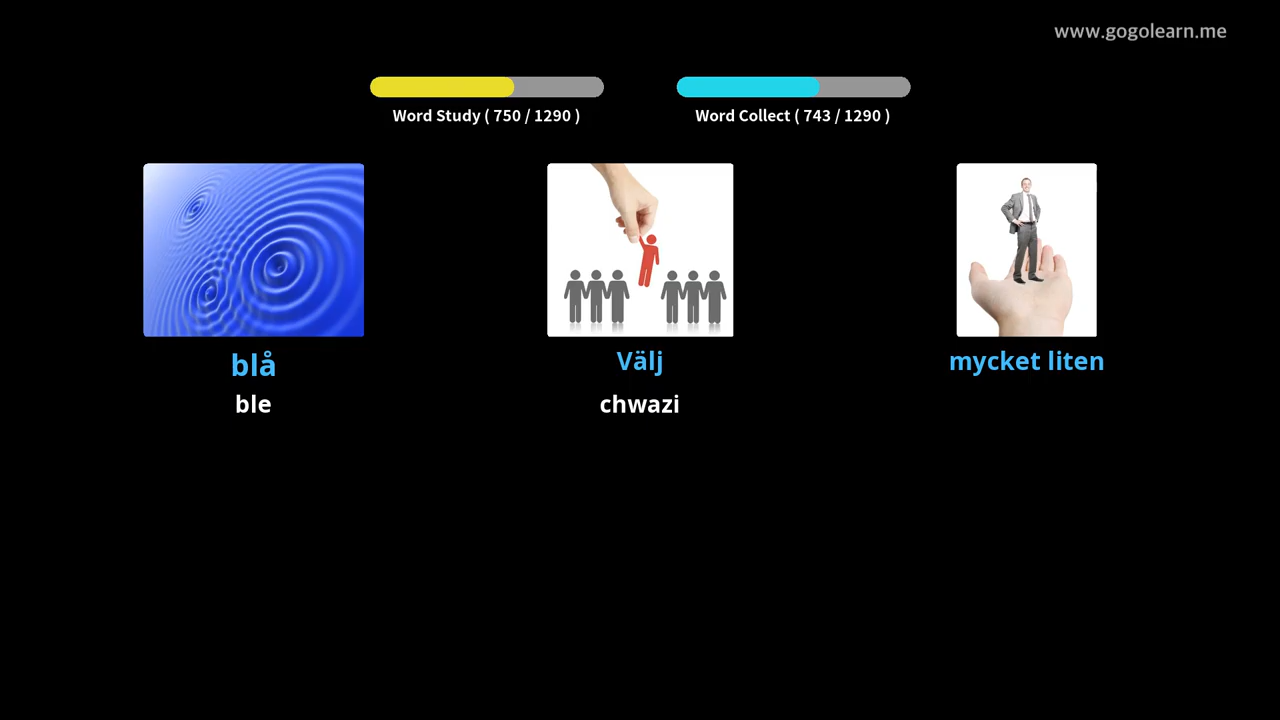 www.gogolearn.me
Word Study ( 750 / 1290 )
Word Collect ( 743 / 1290 )
blå
Välj
mycket liten
ble
chwazi